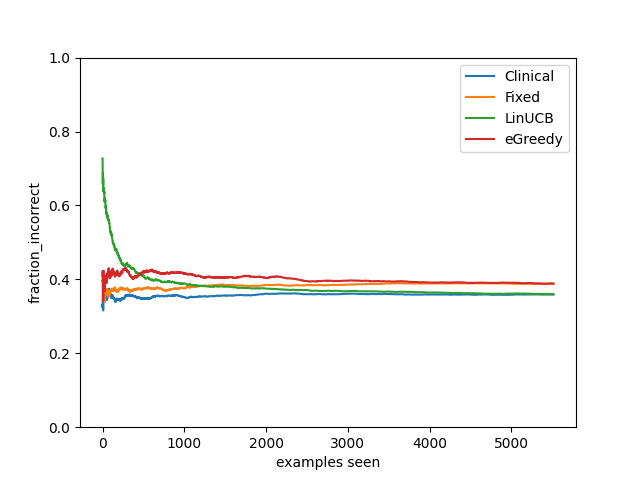 1.0
0.8
0.6
0.4
0.2
0.0
fraction_incorrect
Clinical
Fixed
LinUCB
eGreedy
0 1000 2000 3000 4000 5000
examples seen